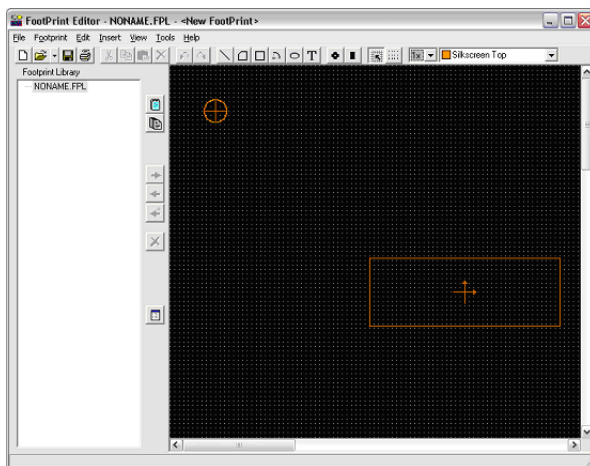 FootPrint Editor - NONAME.FPL - <New FootPrint>
File Footprint Edit Insert View Tools Help
T 1x Silkscreen Top
Footprint Library
NONAME.FPL